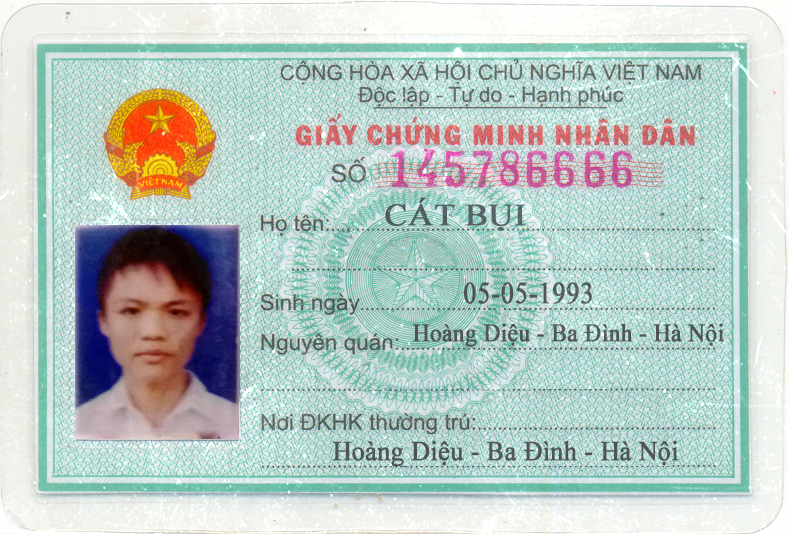 CỘNG HÒA XÃ HỘI CHỦ NGHĨA VIỆT NAM
Độc lập - Tự do - Hạnh phúc
GIẤY CHỨNG MINH NHÂN DÂN
SỐ 145786666
VIỆT NAM
Họ tên: CÁT BỤI
Sinh ngày 05-05-1993
Nguyên quán: Hoàng Diệu - Ba Đình - Hà Nội
Nơi ĐKHK thường trú:
Hoàng Diệu - Ba Đình - Hà Nội